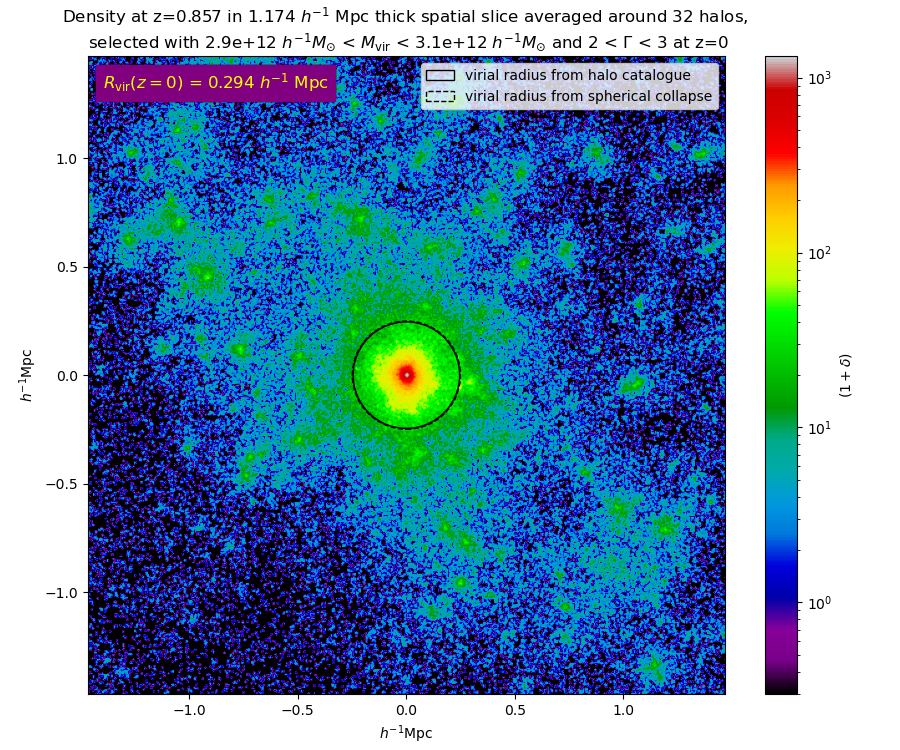 Density at z=0.857 in 1.174 h⁻¹ Mpc thick spatial slice averaged around 32 halos,
selected with 2.9e+12 h⁻¹M⊙ < Mvir < 3.1e+12 h⁻¹M⊙ and 2 < Γ < 3 at z=0
Rvir(z = 0) = 0.294 h⁻¹ Mpc
virial radius from halo catalogue
virial radius from spherical collapse
1.0
0.5
0.0
−0.5
−1.0
h⁻¹Mpc
−1.0 −0.5 0.0 0.5 1.0
h⁻¹Mpc
10³
10²
10¹
10⁰
(1 + δ)